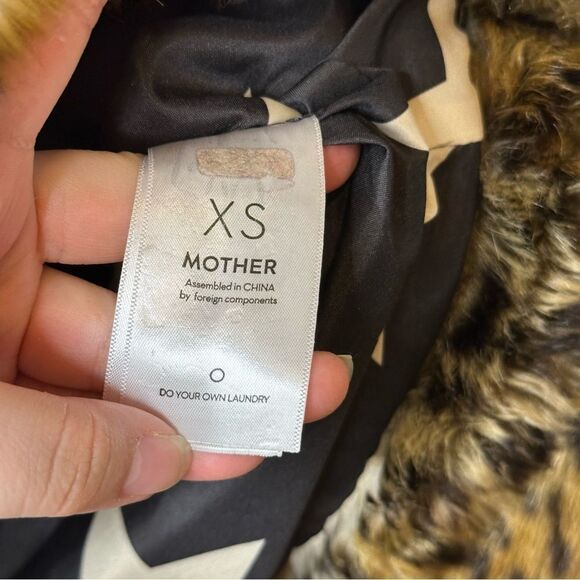 XS
MOTHER
Assembled in CHINA
by foreign components
DO YOUR OWN LAUNDRY